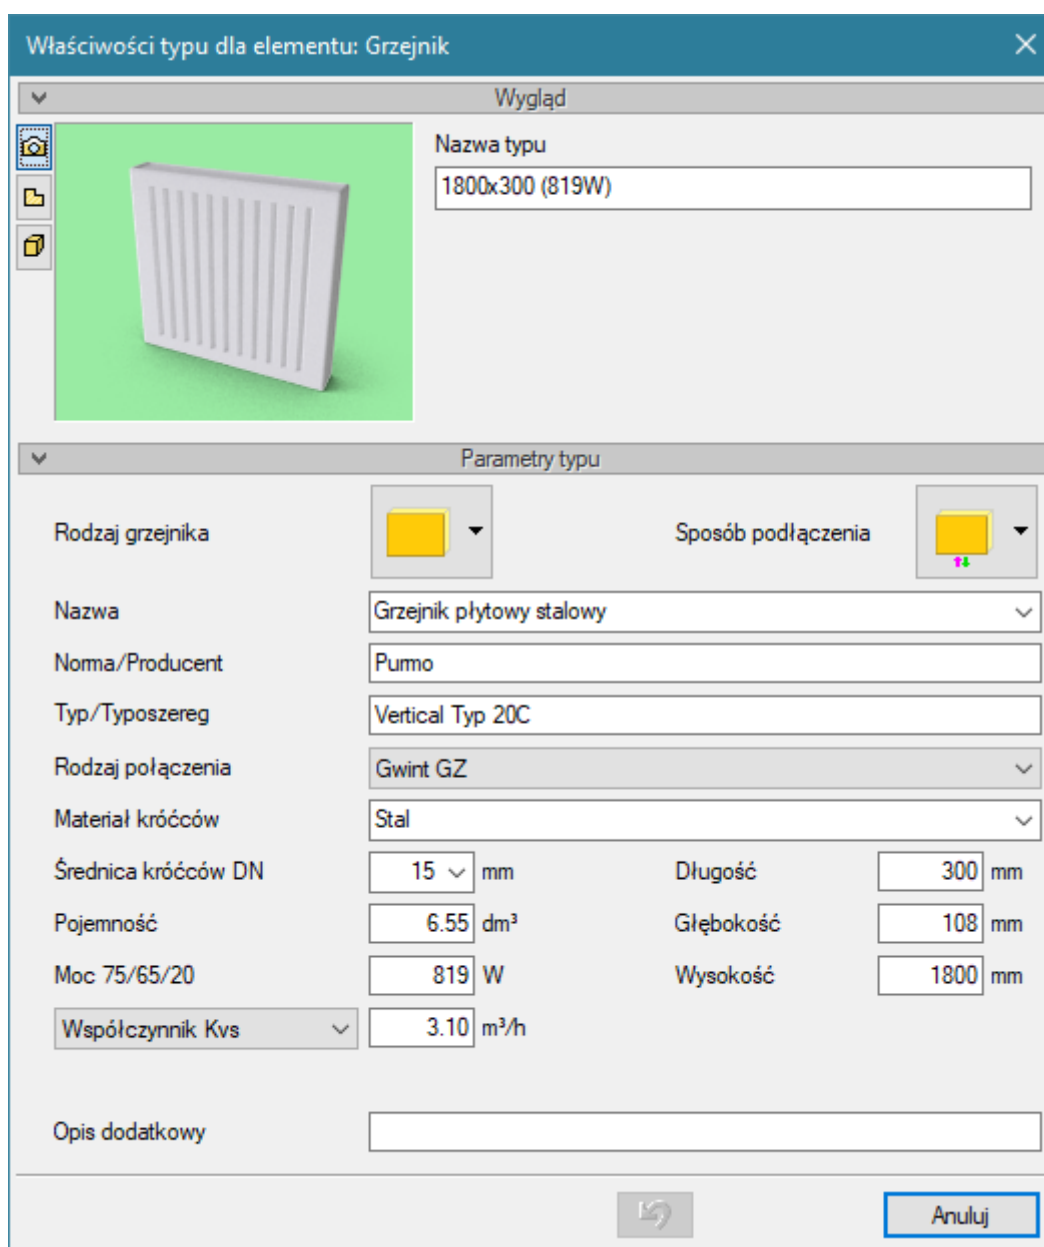 Właściwości typu dla elementu: Grzejnik
Wygląd
Nazwa typu
1800x300 (819W)
Parametry typu
Rodzaj grzejnika
Sposób podłączenia
Nazwa Grzejnik płytowy stalowy
Norma/Producent Purmo
Typ/Typoszereg Vertical Typ 20C
Rodzaj połączenia Gwint GZ
Materiał króćców Stal
Średnica króćców DN 15 mm Długość 300 mm
Pojemność 6.55 dm³ Głębokość 108 mm
Moc 75/65/20 819 W Wysokość 1800 mm
Współczynnik Kvs 3.10 m³/h
Opis dodatkowy
Anuluj